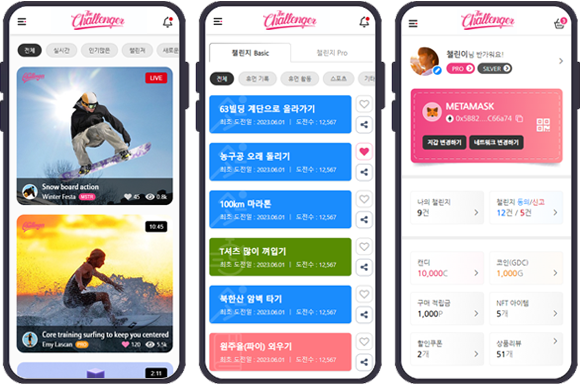 The Challenger
전체
실시간
인기많은
챌린저
새로운
Challenger
LIVE
Snow board action
Winter Festa
45
0.8k
Challenger
10:45
Core training surfing to keep you centered
Emy Lascan PRO
120
5.5k
2:11
The Challenger
챌린지 Basic
챌린지 Pro
전체
휴먼 기록
휴먼 활동
스포츠
기타
63빌딩 계단으로 올라가기
최초 도전일 : 2023.06.01 | 도전수 : 12,567
농구공 오래 돌리기
최초 도전일 : 2023.06.01 | 도전수 : 12,567
100km 마라톤
최초 도전일 : 2023.06.01 | 도전수 : 12,567
T셔츠 많이 껴입기
최초 도전일 : 2023.06.01 | 도전수 : 12,567
북한산 암벽 타기
최초 도전일 : 2023.06.01 | 도전수 : 12,567
원주율(파이) 외우기
최초 도전일 : 2023.06.01 | 도전수 : 12,567
The Challenger
3
첼린이님 반가워요!
PRO
SILVER
METAMASK
0x5BB2 ... C66a74
지갑 변경하기
네트워크 변경하기
나의 챌린지
9건
챌린지 동의/신고
12건 / 5건
캔디
10,000C
코인(GDC)
1,000G
구매 적립금
1,000P
NFT 아이템
5개
할인쿠폰
2개
상품리뷰
51개